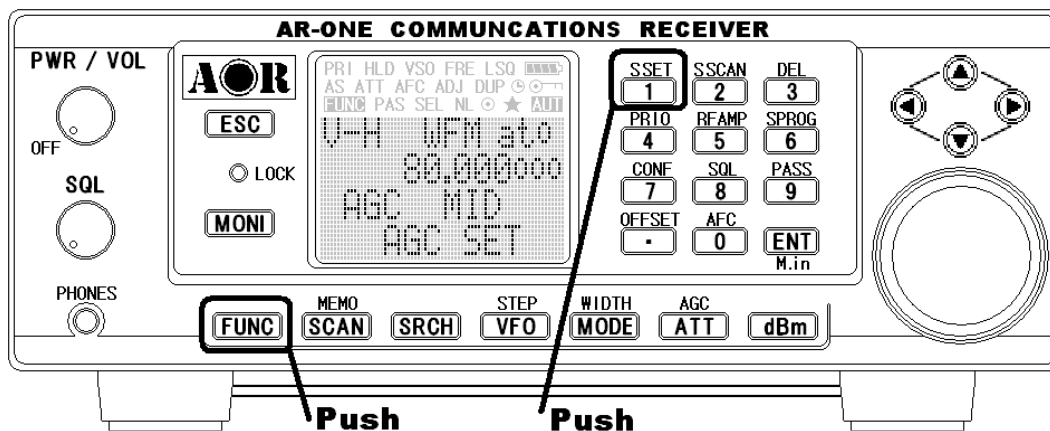 AR-ONE COMMUNCATIONS RECEIVER
PWR / VOL
OFF
SQL
PHONES
AOR
ESC
LOCK
MONI
PRI HLD VSO FRE LSQ
AS ATT AFC ADJ DUP
FUNC PAS SEL NL ★ AUT
V-H WFM ato
80.000000
AGC MID
AGC SET
SSET SSCAN DEL
1 2 3
PRIO RFAMP SPROG
4 5 6
CONF SQL PASS
7 8 9
OFFSET AFC
. 0 ENT
M.in
MEMO STEP WIDTH AGC
FUNC SCAN SRCH VFO MODE ATT dBm
Push Push